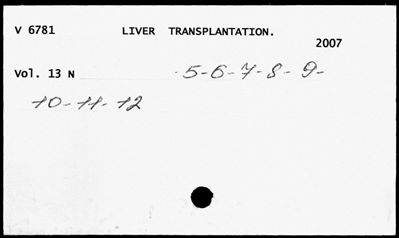 V 6781 LIVER TRANSPLANTATION.
2007
Vol. 13 N -5-6-7-8-9-
10-11-12